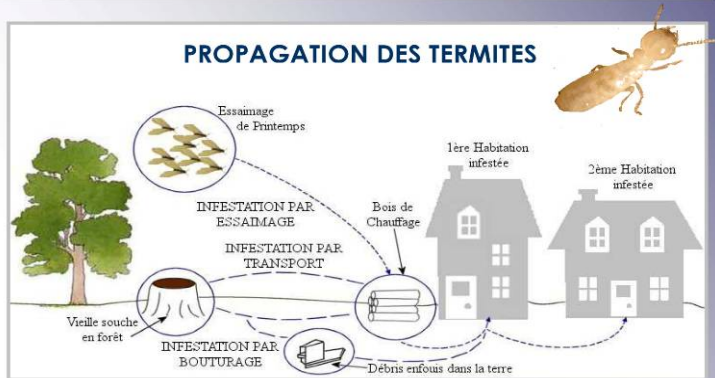 PROPAGATION DES TERMITES
Essaimage
de Printemps
1ère Habitation
infestée
2ème Habitation
infestée
INFESTATION PAR
ESSAIMAGE
Bois de
Chauffage
INFESTATION PAR
TRANSPORT
Vieille souche
en forêt
INFESTATION PAR
BOUTURAGE
Débris enfouis dans la terre